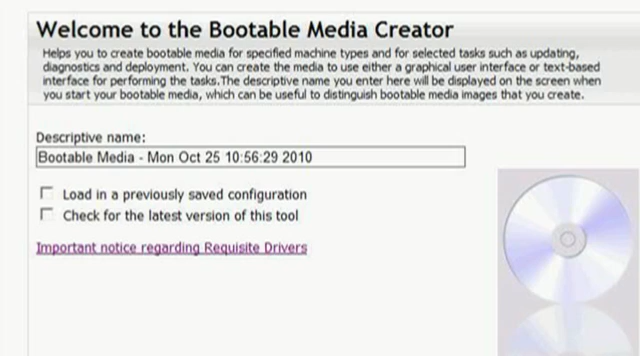 Welcome to the Bootable Media Creator
Helps you to create bootable media for specified machine types and for selected tasks such as updating,
diagnostics and deployment. You can create the media to use either a graphical user interface or text-based
interface for performing the tasks.The descriptive name you enter here will be displayed on the screen when
you start your bootable media, which can be useful to distinguish bootable media images that you create.
Descriptive name:
Bootable Media - Mon Oct 25 10:56:29 2010
Load in a previously saved configuration
Check for the latest version of this tool
Important notice regarding Requisite Drivers